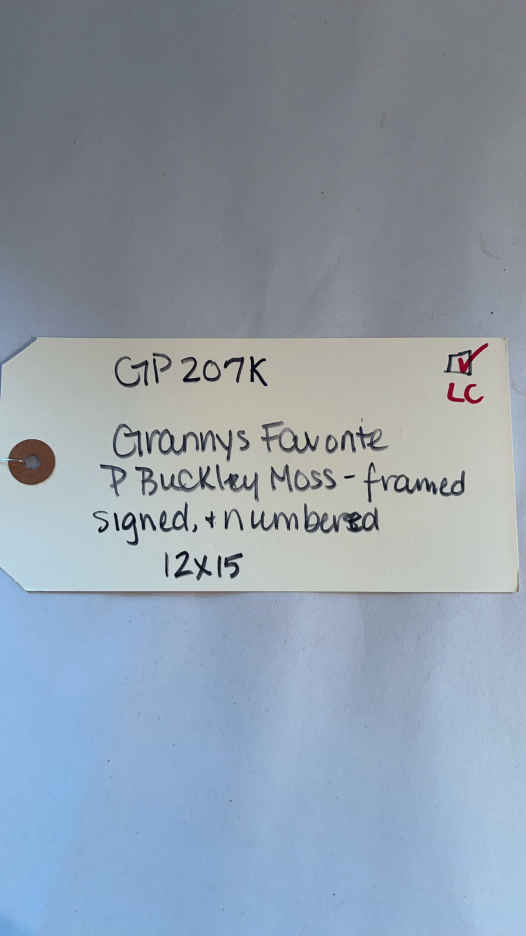 GP 207K
LC
Grannys Favorite
P Buckley Moss - framed
signed, + numbered
12x15